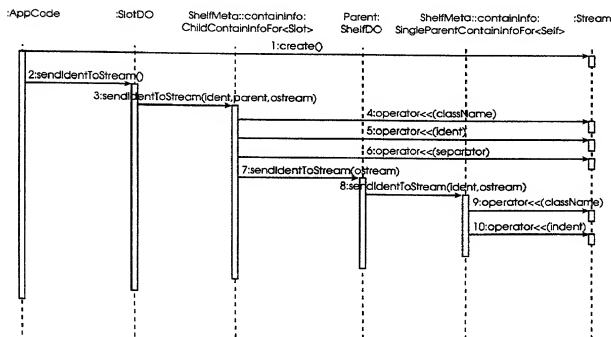 :AppCode
:SlotDO
ShelfMeta::containInfo:
ChildContainInfoFor<Slot>
Parent:
ShelfDO
ShelfMeta::containInfo:
SingleParentContainInfoFor<Self>
:Stream
1:create()
2:sendIdentToStream()
3:sendIdentToStream(ident,parent,ostream)
4:operator<<(className)
5:operator<<(ident)
6:operator<<(separator)
7:sendIdentToStream(ostream)
8:sendIdentToStream(ident,ostream)
9:operator<<(className)
10:operator<<(indent)